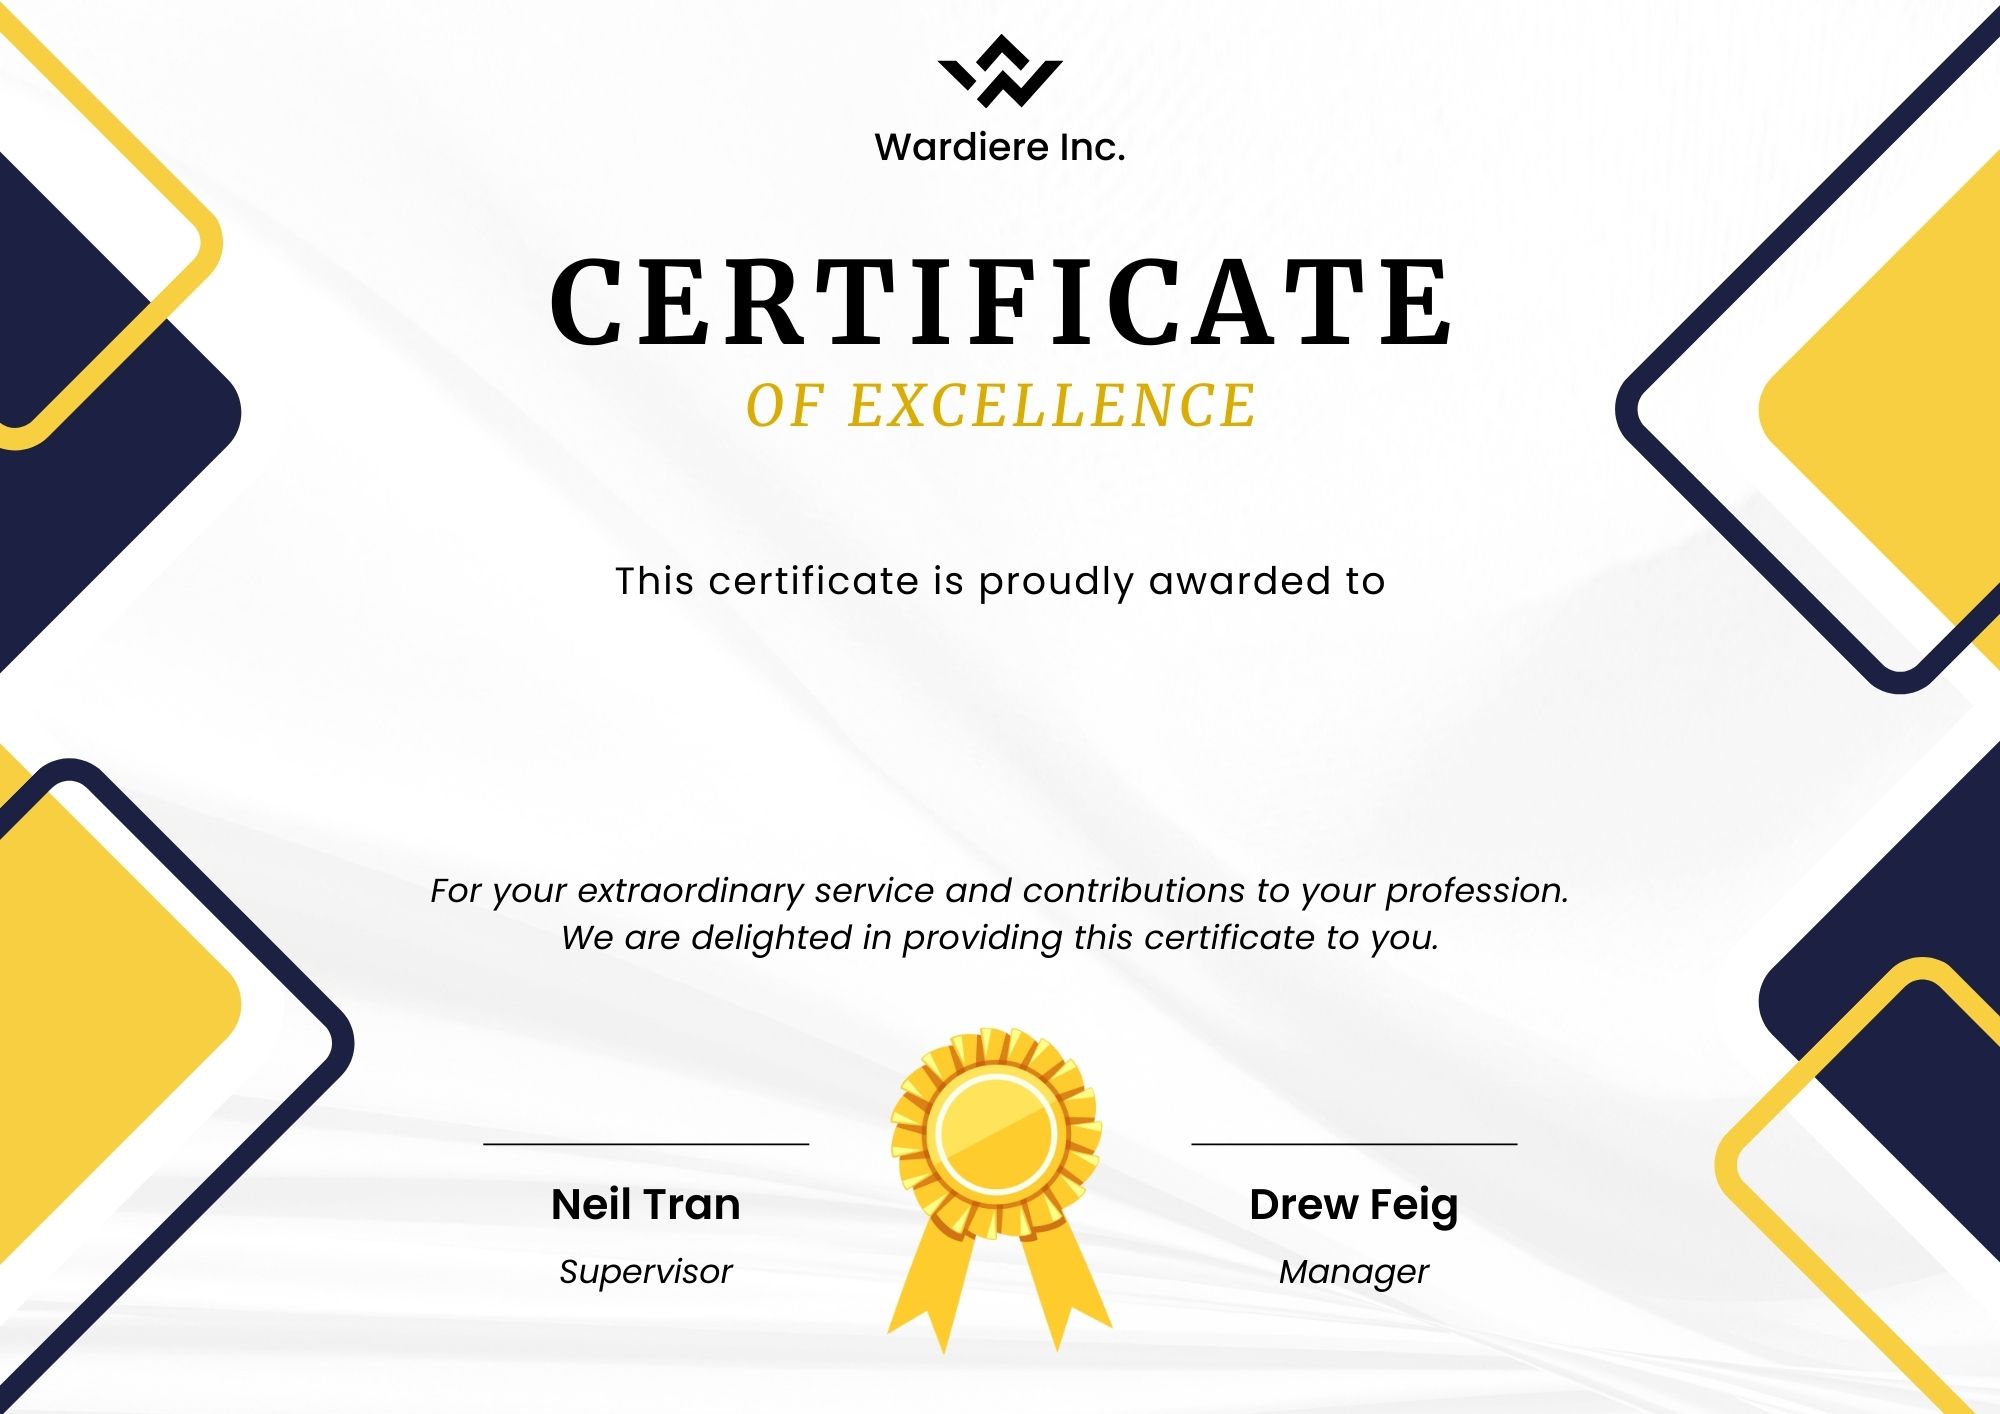 Wardiere Inc.
CERTIFICATE
OF EXCELLENCE
This certificate is proudly awarded to
For your extraordinary service and contributions to your profession.
We are delighted in providing this certificate to you.
Neil Tran
Drew Feig
Supervisor
Manager